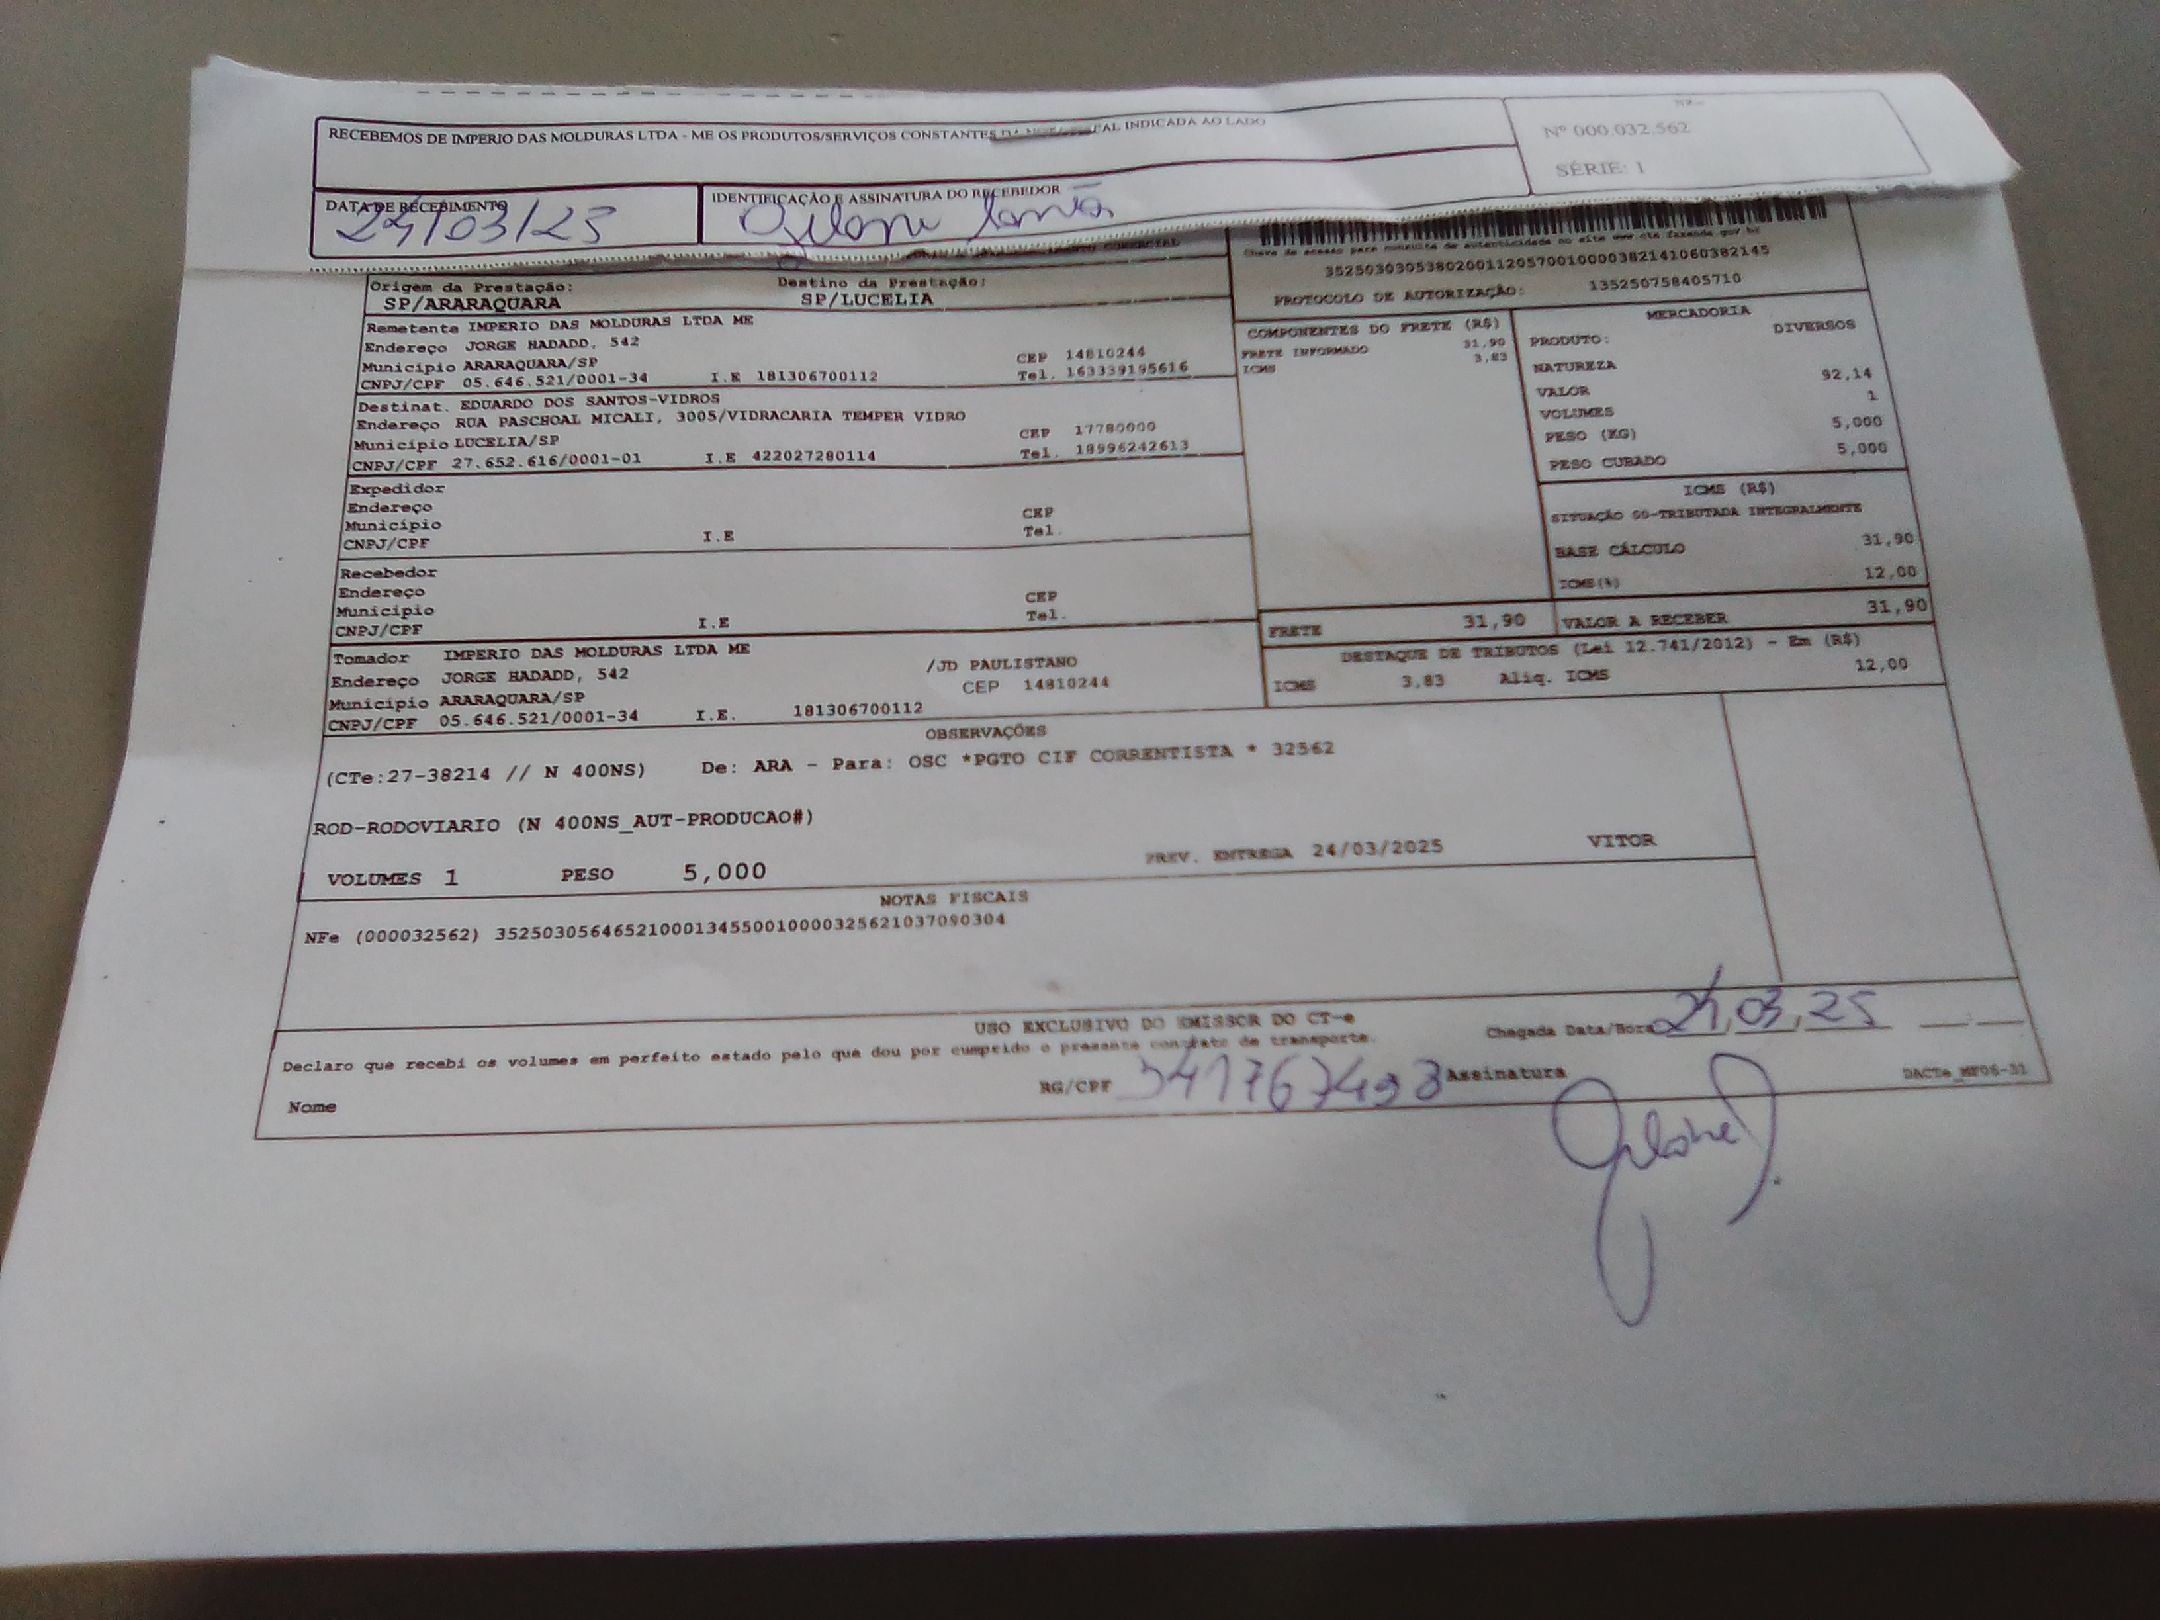 RECEBEMOS DE IMPERIO DAS MOLDURAS LTDA - ME OS PRODUTOS/SERVIÇOS CONSTANTES DA FISCAL INDICADA AO LADO
Nº 000.032.562
SÉRIE: 1
DATA DE RECEBIMENTO
24/03/25
IDENTIFICAÇÃO E ASSINATURA DO RECEBEDOR
Chave de acesso para consulta de autenticidade no site www.cte.fazenda.gov.br
35250303053802001120570010000382141060382145
PROTOCOLO DE AUTORIZAÇÃO: 135250758405710
Origem da Prestação: Destino da Prestação:
SP/ARARAQUARA SP/LUCELIA
Remetente IMPERIO DAS MOLDURAS LTDA ME
Endereço JORGE HADADD, 542
Município ARARAQUARA/SP CEP 14810244
CNPJ/CPF 05.646.521/0001-34 I.E 181306700112 Tel. 163339195616
Destinat. EDUARDO DOS SANTOS-VIDROS
Endereço RUA PASCHOAL MICALI, 3005/VIDRACARIA TEMPER VIDRO
Município LUCELIA/SP CEP 17780000
CNPJ/CPF 27.652.616/0001-01 I.E 422027280114 Tel. 18996242613
Expedidor
Endereço
Município CEP
CNPJ/CPF I.E Tel.
Recebedor
Endereço
Município CEP
CNPJ/CPF I.E Tel.
Tomador IMPERIO DAS MOLDURAS LTDA ME
Endereço JORGE HADADD, 542 /JD PAULISTANO
Município ARARAQUARA/SP CEP 14810244
CNPJ/CPF 05.646.521/0001-34 I.E. 181306700112
COMPONENTES DO FRETE (R$)
FRETE INFORMADO 31,90
ICMS 3,83
MERCADORIA
PRODUTO: DIVERSOS
NATUREZA
VALOR 92,14
VOLUMES 1
PESO (KG) 5,000
PESO CUBADO 5,000
ICMS (R$)
SITUAÇÃO 00-TRIBUTADA INTEGRALMENTE
BASE CÁLCULO 31,90
ICMS(%) 12,00
FRETE 31,90 VALOR A RECEBER 31,90
DESTAQUE DE TRIBUTOS (Lei 12.741/2012) - Em (R$)
ICMS 3,83 Aliq. ICMS 12,00
OBSERVAÇÕES
(CTe:27-38214 // N 400NS) De: ARA - Para: OSC *PGTO CIF CORRENTISTA * 32562
ROD-RODOVIARIO (N 400NS_AUT-PRODUCAO#)
VOLUMES 1 PESO 5,000 PREV. ENTREGA 24/03/2025 VITOR
NOTAS FISCAIS
NFe (000032562) 35250305646521000134550010000325621037090304
USO EXCLUSIVO DO EMISSOR DO CT-e
Declaro que recebi os volumes em perfeito estado pelo que dou por cumprido o presente contrato de transporte.
Chegada Data/Hora 24,03,25
Nome RG/CPF 341767493 Assinatura
DACTe_MF06-31